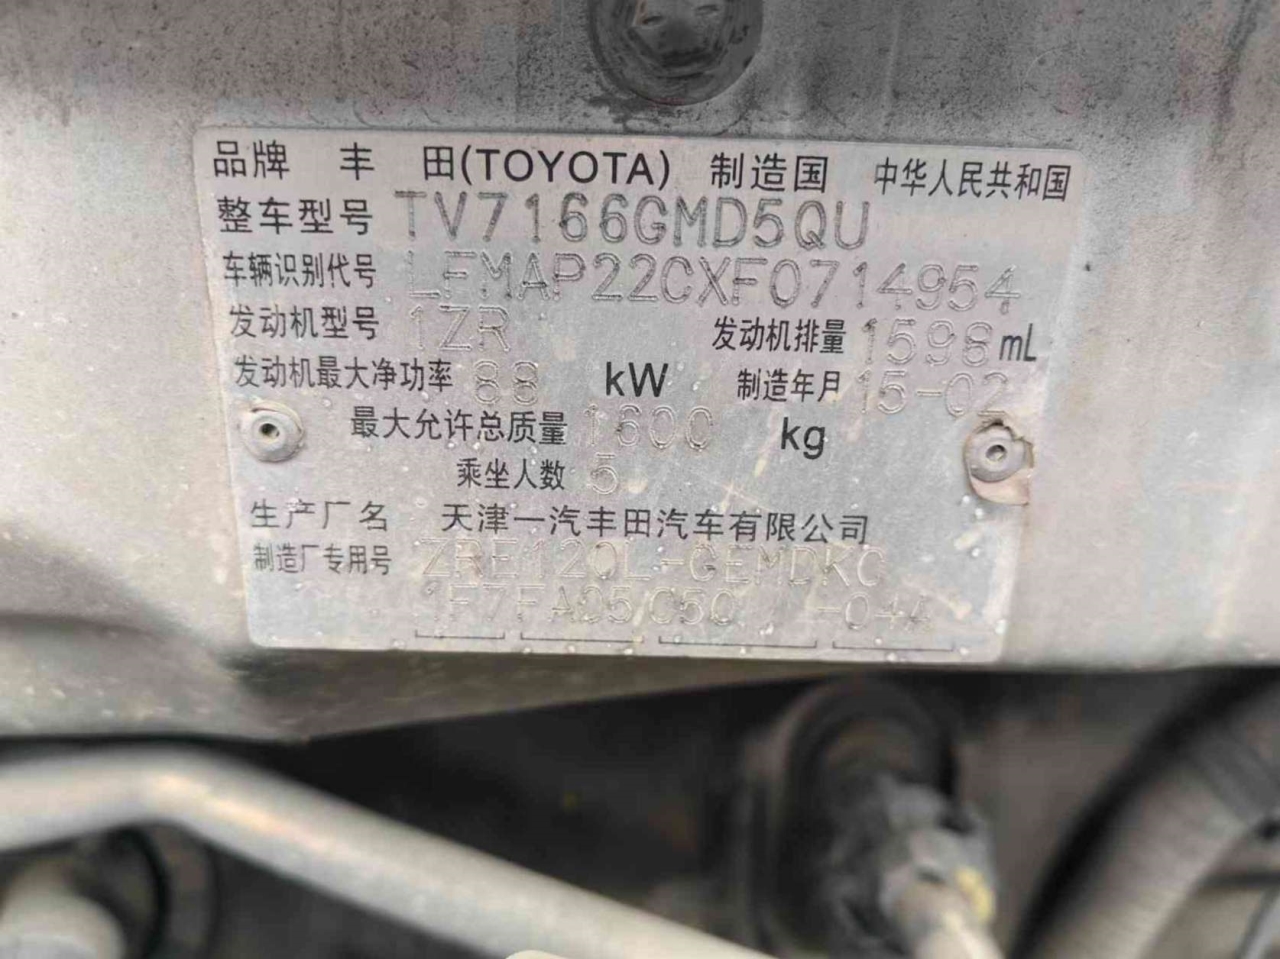 品牌 丰 田(TOYOTA) 制造国 中华人民共和国
整车型号 TV7166GMD5QU
车辆识别代号 LFMAP22CXF0714954
发动机型号 1ZR 发动机排量 1598 mL
发动机最大净功率 88 kW 制造年月 15-02
最大允许总质量 1600 kg
乘坐人数 5
生产厂名 天津一汽丰田汽车有限公司
制造厂专用号 ZRE120L-GEMDKC